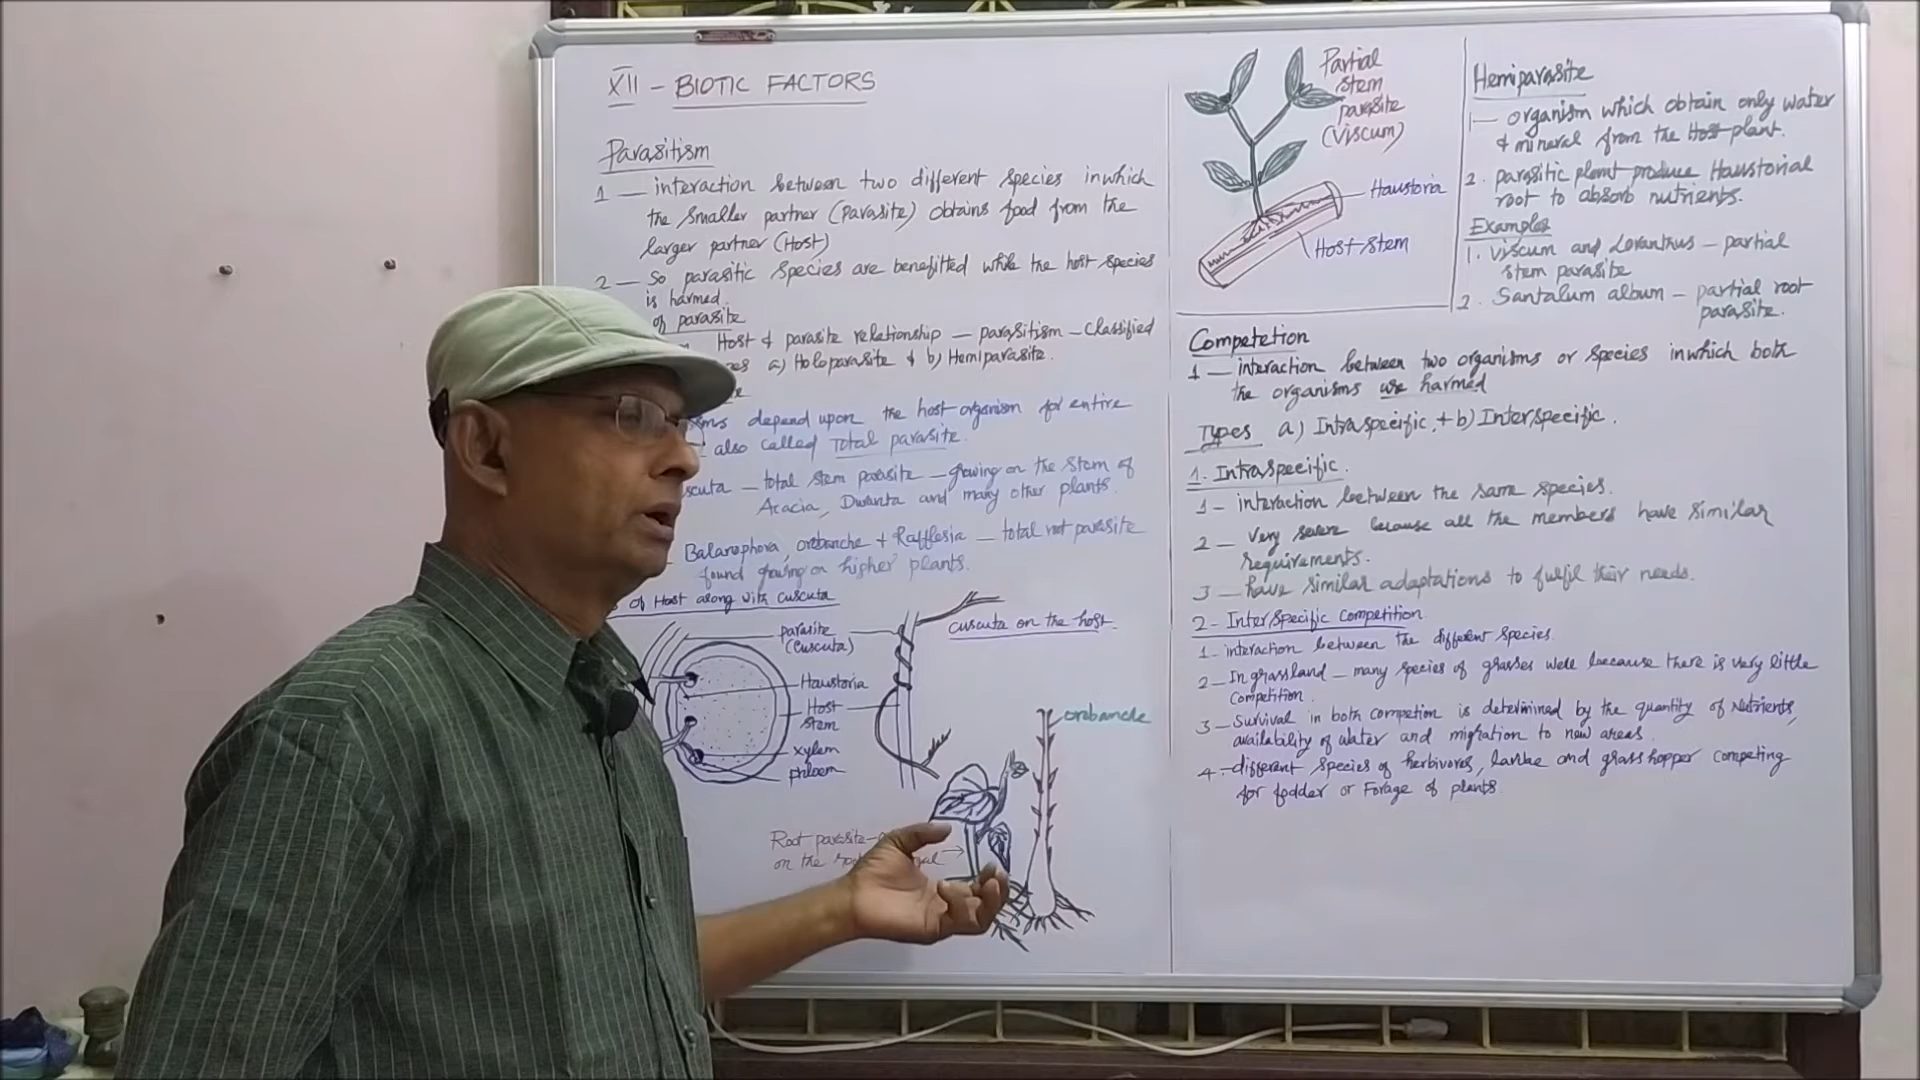 XII - BIOTIC FACTORS
Parasitism
1 — interaction between two different species inwhich
the smaller partner (parasite) obtains food from the
larger partner (Host)
2 — So parasitic species are benefitted while the host species
is harmed.
of parasite
Host & parasite relationship — parasitism — classified
a) Holoparasite & b) Hemiparasite.
depend upon the host organism for entire
also called Total parasite.
— total stem parasite — growing on the stem of
Acacia, Duranta and many other plants.
Balanophora, orobanche + Rafflesia — total root parasite
found growing on higher plants.
of Host along with cuscuta
parasite
(cuscuta)
Haustoria
Host
stem
xylem
phloem
cuscuta on the host.
orobanche
Root parasite
on the
Partial
stem
parasite
(viscum)
Haustoria
Host stem
Hemiparasite
1 — organism which obtain only water
& mineral from the Host plant.
2. parasitic plant produce Haustorial
root to absorb nutrients.
Examples
1. viscum and Loranthus — partial
stem parasite
2. Santalum album — partial root
parasite.
Competetion
1 — interaction between two organisms or species inwhich both
the organisms are harmed
Types a) Intraspecific + b) Interspecific.
1. Intraspecific.
1 — interaction between the same species.
2 — very severe because all the members have similar
requirements.
3 — have similar adaptations to fulfil their needs.
2- Interspecific Competition
1 - interaction between the different species.
2 — In grassland — many species of grasses well because there is very little
competition.
3 — Survival in both competion is determined by the quantity of Nutrients,
availability of water and migration to new areas.
4 - different species of herbivores, larvae and grasshopper competing
for fodder or Forage of plants.